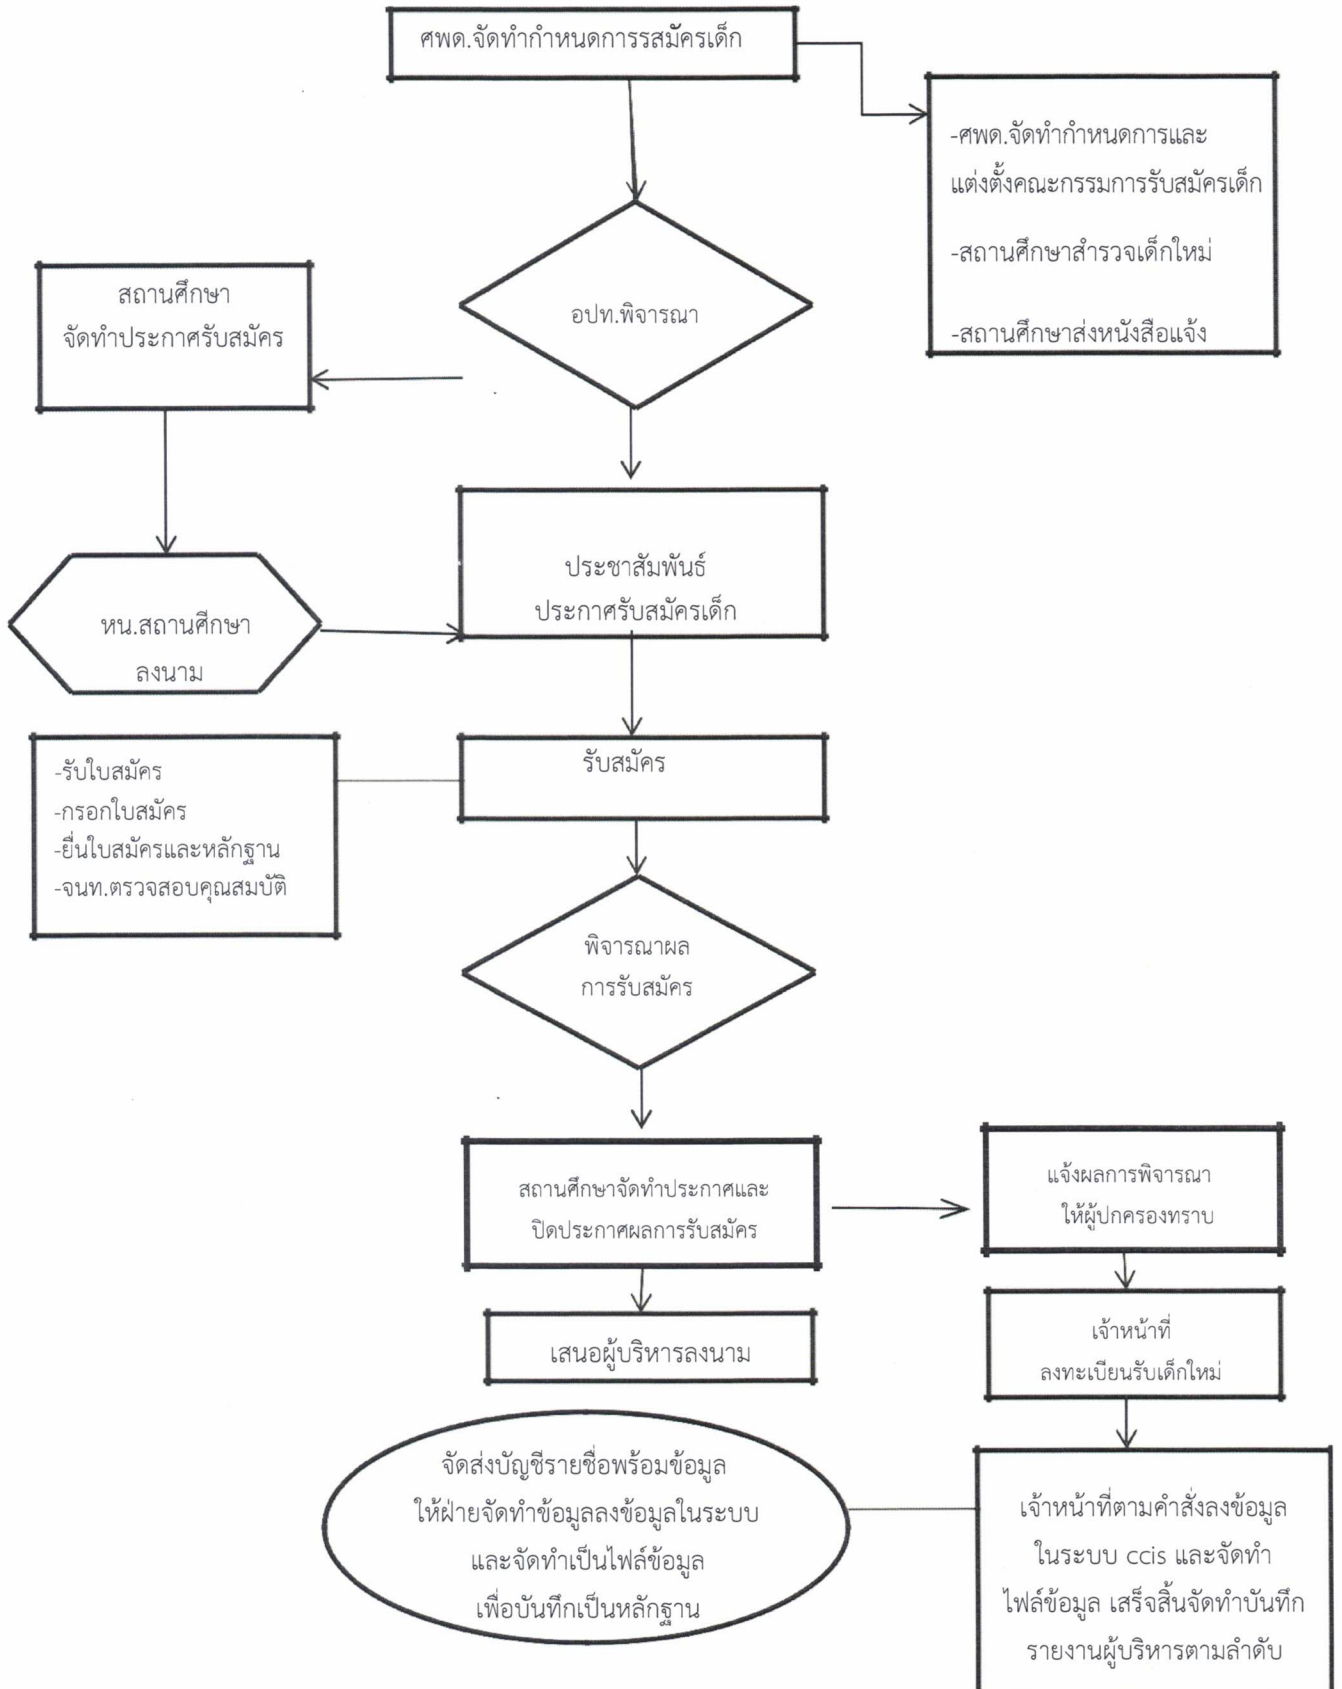 ศพด.จัดทำกำหนดการรสมัครเด็ก
-ศพด.จัดทำกำหนดการและ
แต่งตั้งคณะกรรมการรับสมัครเด็ก
-สถานศึกษาสำรวจเด็กใหม่
-สถานศึกษาส่งหนังสือแจ้ง
อปท.พิจารณา
สถานศึกษา
จัดทำประกาศรับสมัคร
หน.สถานศึกษา
ลงนาม
ประชาสัมพันธ์
ประกาศรับสมัครเด็ก
รับสมัคร
-รับใบสมัคร
-กรอกใบสมัคร
-ยื่นใบสมัครและหลักฐาน
-จนท.ตรวจสอบคุณสมบัติ
พิจารณาผล
การรับสมัคร
สถานศึกษาจัดทำประกาศและ
ปิดประกาศผลการรับสมัคร
แจ้งผลการพิจารณา
ให้ผู้ปกครองทราบ
เสนอผู้บริหารลงนาม
เจ้าหน้าที่
ลงทะเบียนรับเด็กใหม่
จัดส่งบัญชีรายชื่อพร้อมข้อมูล
ให้ฝ่ายจัดทำข้อมูลลงข้อมูลในระบบ
และจัดทำเป็นไฟล์ข้อมูล
เพื่อบันทึกเป็นหลักฐาน
เจ้าหน้าที่ตามคำสั่งลงข้อมูล
ในระบบ ccis และจัดทำ
ไฟล์ข้อมูล เสร็จสิ้นจัดทำบันทึก
รายงานผู้บริหารตามลำดับ